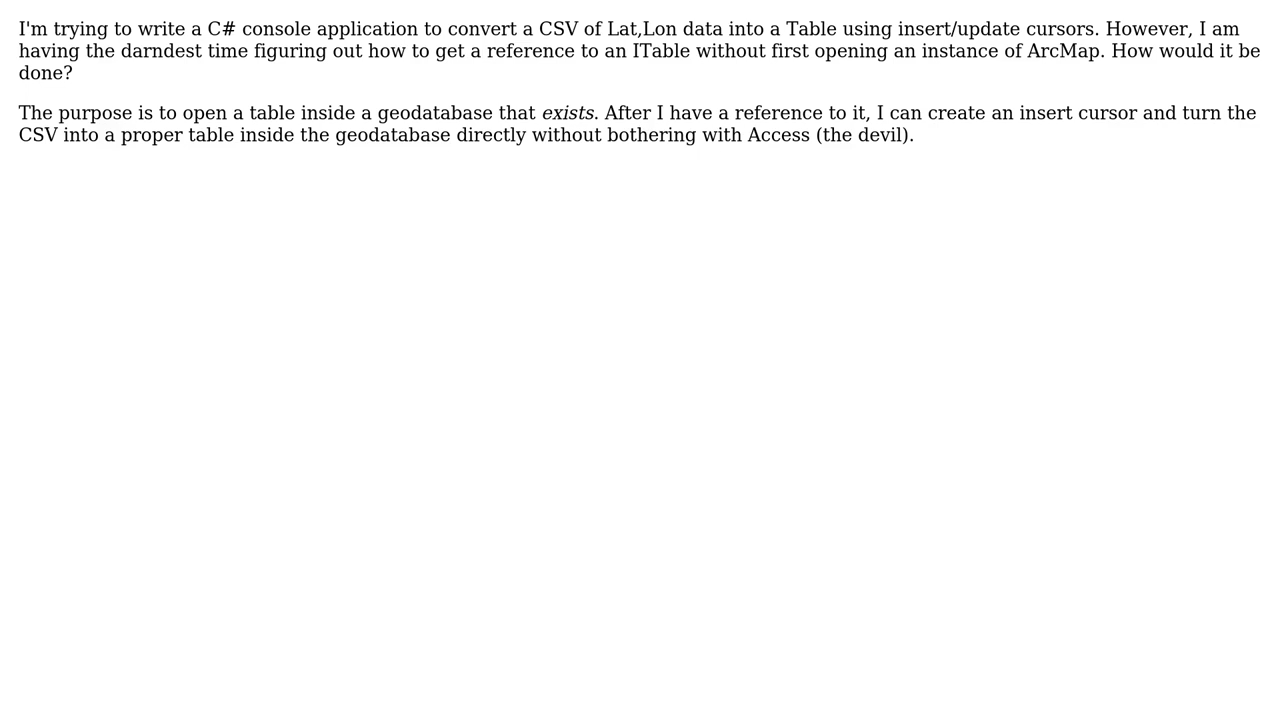 I'm trying to write a C# console application to convert a CSV of Lat,Lon data into a Table using insert/update cursors. However, I am
having the darndest time figuring out how to get a reference to an ITable without first opening an instance of ArcMap. How would it be
done?
The purpose is to open a table inside a geodatabase that exists. After I have a reference to it, I can create an insert cursor and turn the
CSV into a proper table inside the geodatabase directly without bothering with Access (the devil).